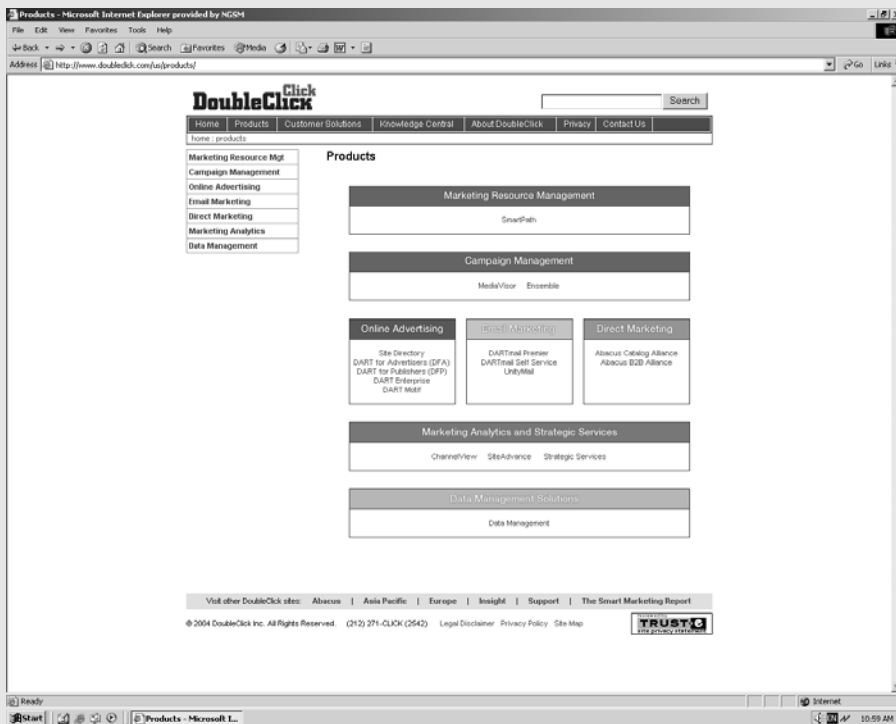 Products - Microsoft Internet Explorer provided by NGSM
File Edit View Favorites Tools Help
Back Search Favorites Media
Address http://www.doubleclick.com/us/products/ Go Links
DoubleClick
Click
Search
Home Products Customer Solutions Knowledge Central About DoubleClick Privacy Contact Us
home : products
Marketing Resource Mgt
Campaign Management
Online Advertising
Email Marketing
Direct Marketing
Marketing Analytics
Data Management
Products
Marketing Resource Management
SmartPath
Campaign Management
MediaVisor Ensemble
Online Advertising
Site Directory
DART for Advertisers (DFA)
DART for Publishers (DFP)
DART Enterprise
DART Motif
Email Marketing
DARTmail Premier
DARTmail Self Service
UnityMail
Direct Marketing
Abacus Catalog Alliance
Abacus B2B Alliance
Marketing Analytics and Strategic Services
ChannelView SiteAdvance Strategic Services
Data Management Solutions
Data Management
Visit other DoubleClick sites: Abacus | Asia Pacific | Europe | Insight | Support | The Smart Marketing Report
© 2004 DoubleClick Inc. All Rights Reserved. (212) 271-CLICK (2542) Legal Disclaimer Privacy Policy Site Map
TRUSTe
site privacy statement
Ready Internet
Start Products - Microsoft I... EN 10:59 AM